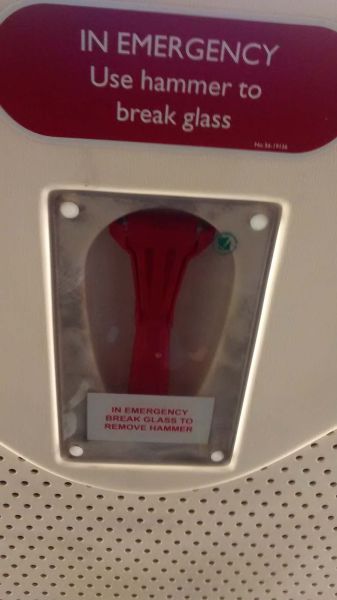 IN EMERGENCY
Use hammer to
break glass
IN EMERGENCY
BREAK GLASS TO
REMOVE HAMMER